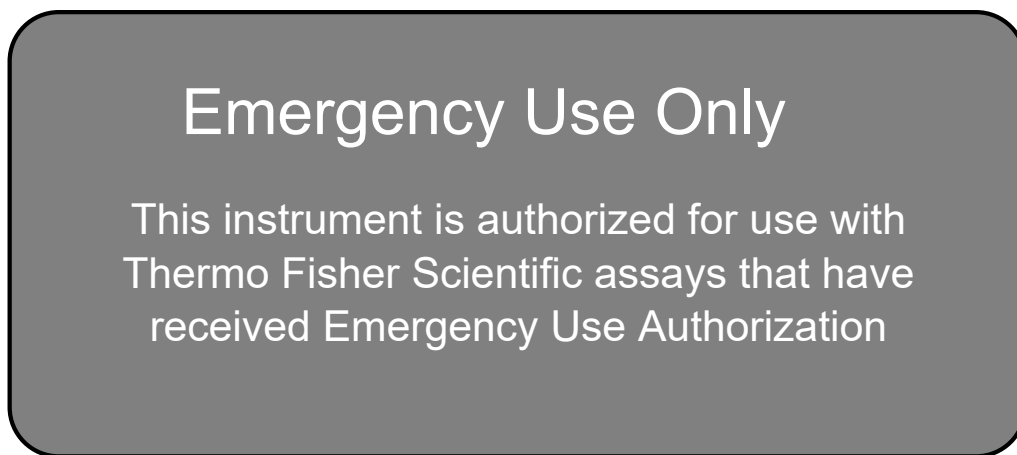 Emergency Use Only
This instrument is authorized for use with
Thermo Fisher Scientific assays that have
received Emergency Use Authorization